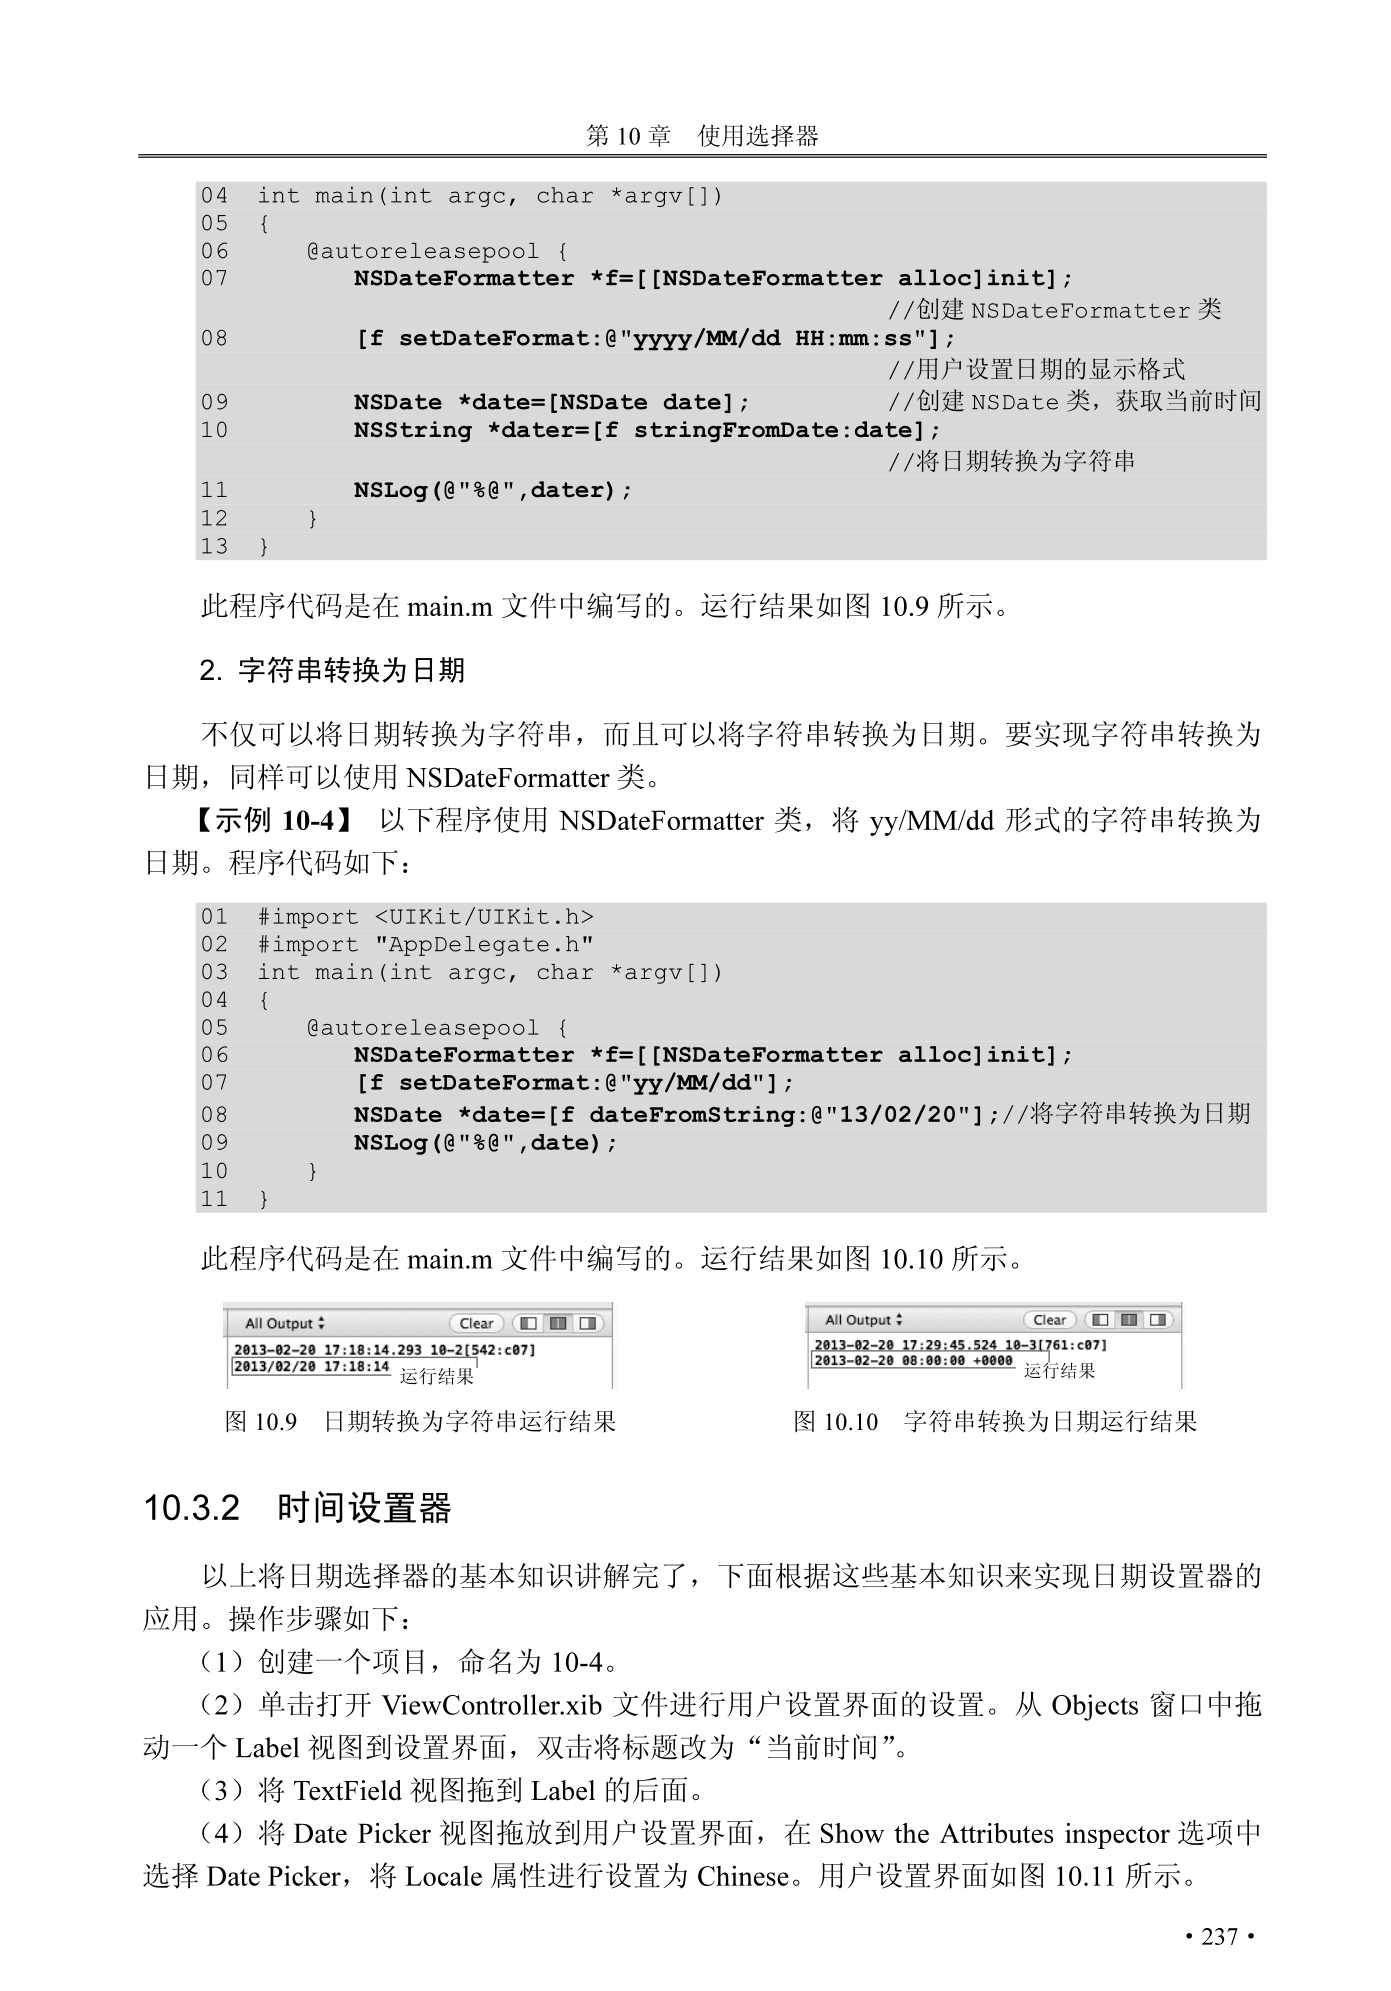 第 10 章　使用选择器
04  int main(int argc, char *argv[])
05  {
06     @autoreleasepool {
07        NSDateFormatter *f=[[NSDateFormatter alloc]init];
//创建 NSDateFormatter 类
08        [f setDateFormat:@"yyyy/MM/dd HH:mm:ss"];
//用户设置日期的显示格式
09        NSDate *date=[NSDate date];         //创建 NSDate 类，获取当前时间
10        NSString *dater=[f stringFromDate:date];
//将日期转换为字符串
11        NSLog(@"%@",dater);
12     }
13  }
此程序代码是在 main.m 文件中编写的。运行结果如图 10.9 所示。
2. 字符串转换为日期
不仅可以将日期转换为字符串，而且可以将字符串转换为日期。要实现字符串转换为
日期，同样可以使用 NSDateFormatter 类。
【示例 10-4】 以下程序使用 NSDateFormatter 类，将 yy/MM/dd 形式的字符串转换为
日期。程序代码如下：
01  #import <UIKit/UIKit.h>
02  #import "AppDelegate.h"
03  int main(int argc, char *argv[])
04  {
05     @autoreleasepool {
06        NSDateFormatter *f=[[NSDateFormatter alloc]init];
07        [f setDateFormat:@"yy/MM/dd"];
08        NSDate *date=[f dateFromString:@"13/02/20"];//将字符串转换为日期
09        NSLog(@"%@",date);
10     }
11  }
此程序代码是在 main.m 文件中编写的。运行结果如图 10.10 所示。
All Output Clear
2013-02-20 17:18:14.293 10-2[542:c07]
2013/02/20 17:18:14
运行结果
图 10.9　日期转换为字符串运行结果
All Output Clear
2013-02-20 17:29:45.524 10-3[761:c07]
2013-02-20 08:00:00 +0000
运行结果
图 10.10　字符串转换为日期运行结果
10.3.2　时间设置器
以上将日期选择器的基本知识讲解完了，下面根据这些基本知识来实现日期设置器的
应用。操作步骤如下：
（1）创建一个项目，命名为 10-4。
（2）单击打开 ViewController.xib 文件进行用户设置界面的设置。从 Objects 窗口中拖
动一个 Label 视图到设置界面，双击将标题改为“当前时间”。
（3）将 TextField 视图拖到 Label 的后面。
（4）将 Date Picker 视图拖放到用户设置界面，在 Show the Attributes inspector 选项中
选择 Date Picker，将 Locale 属性进行设置为 Chinese。用户设置界面如图 10.11 所示。
• 237 •